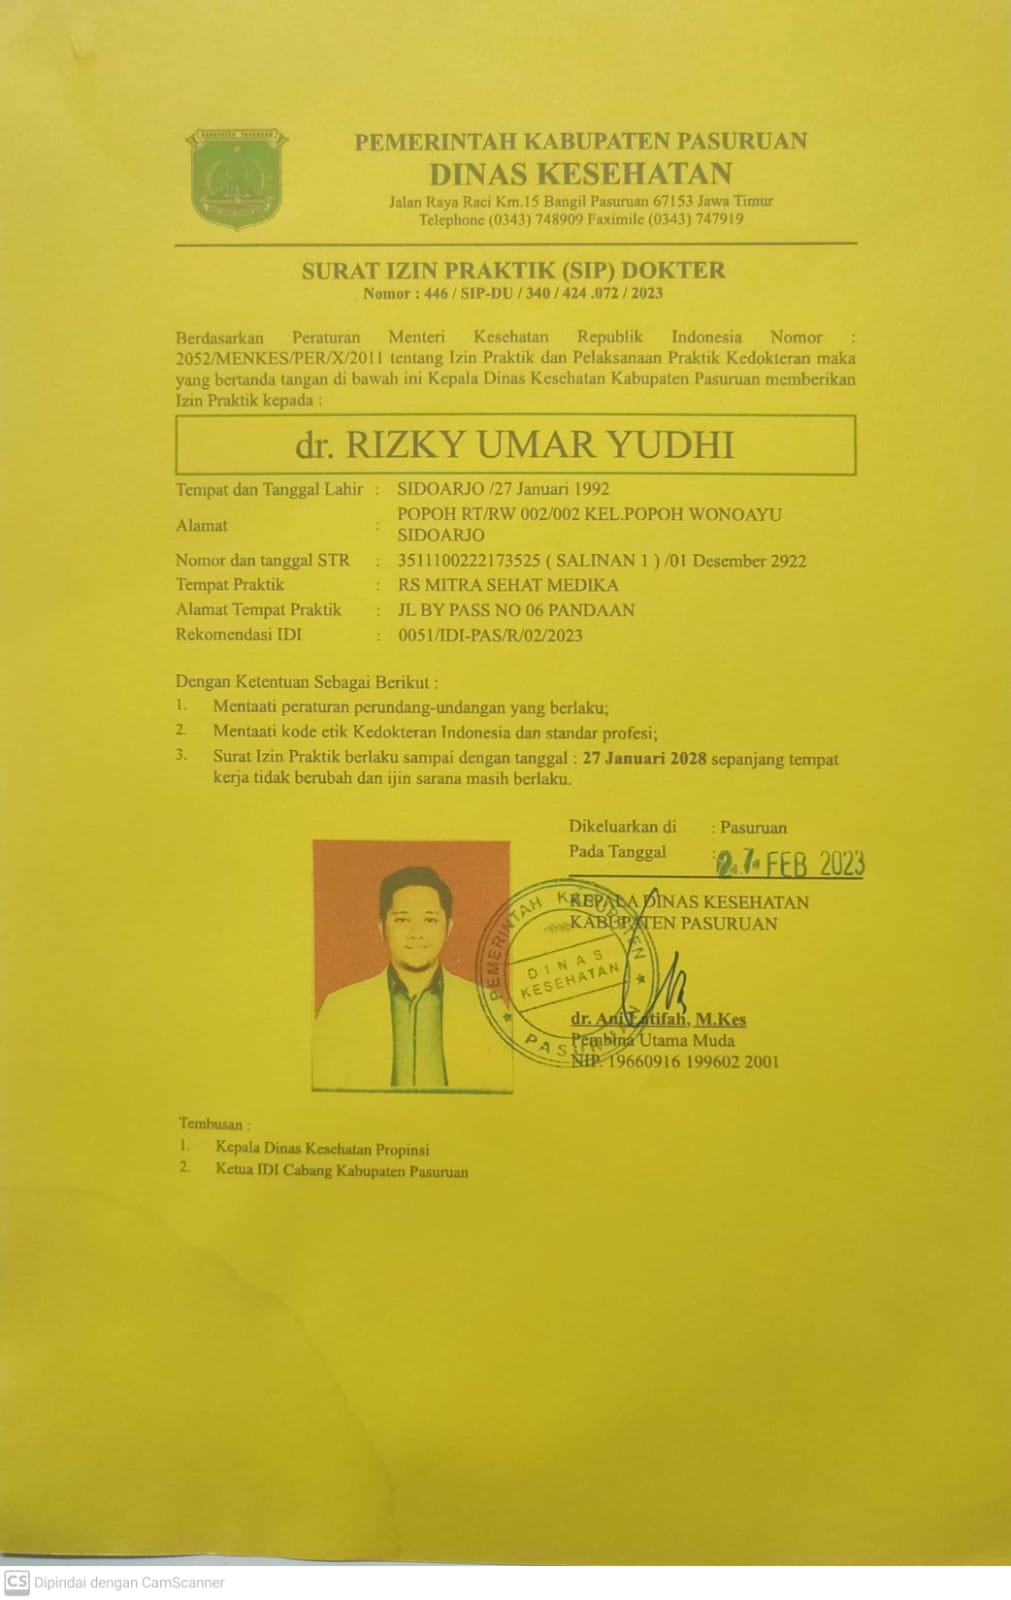 KABUPATEN PASURUAN
PEMERINTAH KABUPATEN PASURUAN
DINAS KESEHATAN
Jalan Raya Raci Km.15 Bangil Pasuruan 67153 Jawa Timur
Telephone (0343) 748909 Faximile (0343) 747919
SURAT IZIN PRAKTIK (SIP) DOKTER
Nomor : 446 / SIP-DU / 340 / 424 .072 / 2023
Berdasarkan Peraturan Menteri Kesehatan Republik Indonesia Nomor :
2052/MENKES/PER/X/2011 tentang Izin Praktik dan Pelaksanaan Praktik Kedokteran maka
yang bertanda tangan di bawah ini Kepala Dinas Kesehatan Kabupaten Pasuruan memberikan
Izin Praktik kepada :
dr. RIZKY UMAR YUDHI
Tempat dan Tanggal Lahir : SIDOARJO /27 Januari 1992
Alamat : POPOH RT/RW 002/002 KEL.POPOH WONOAYU
SIDOARJO
Nomor dan tanggal STR : 3511100222173525 ( SALINAN 1 ) /01 Desember 2922
Tempat Praktik : RS MITRA SEHAT MEDIKA
Alamat Tempat Praktik : JL BY PASS NO 06 PANDAAN
Rekomendasi IDI : 0051/IDI-PAS/R/02/2023
Dengan Ketentuan Sebagai Berikut :
1. Mentaati peraturan perundang-undangan yang berlaku;
2. Mentaati kode etik Kedokteran Indonesia dan standar profesi;
3. Surat Izin Praktik berlaku sampai dengan tanggal : 27 Januari 2028 sepanjang tempat
kerja tidak berubah dan ijin sarana masih berlaku.
Dikeluarkan di : Pasuruan
Pada Tanggal : 27 FEB 2023
KEPALA DINAS KESEHATAN
KABUPATEN PASURUAN
PEMERINTAH KABUPATEN
DINAS
KESEHATAN
PASURUAN
dr. Ani Latifah, M.Kes
Pembina Utama Muda
NIP. 19660916 199602 2001
Tembusan :
1. Kepala Dinas Kesehatan Propinsi
2. Ketua IDI Cabang Kabupaten Pasuruan
CS Dipindai dengan CamScanner